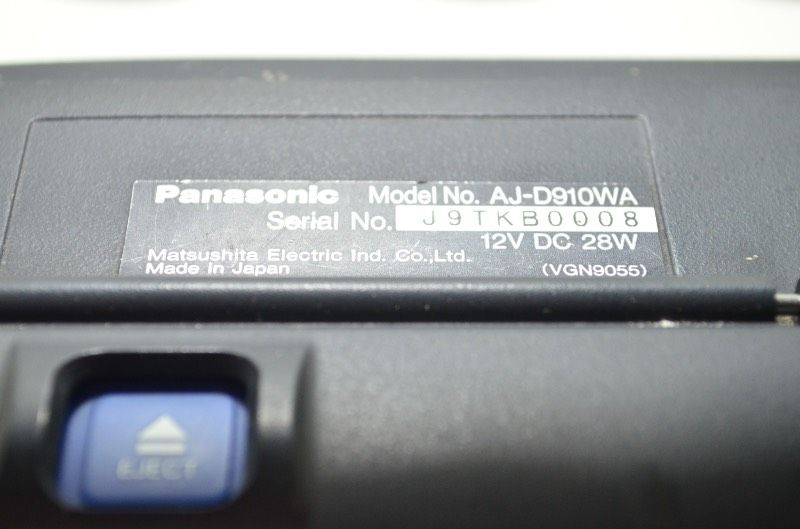 Panasonic Model No. AJ-D910WA
Serial No. J9TKB0008
12V DC 28W
Matsushita Electric Ind. Co.,Ltd.
Made in Japan (VGN9055)
EJECT